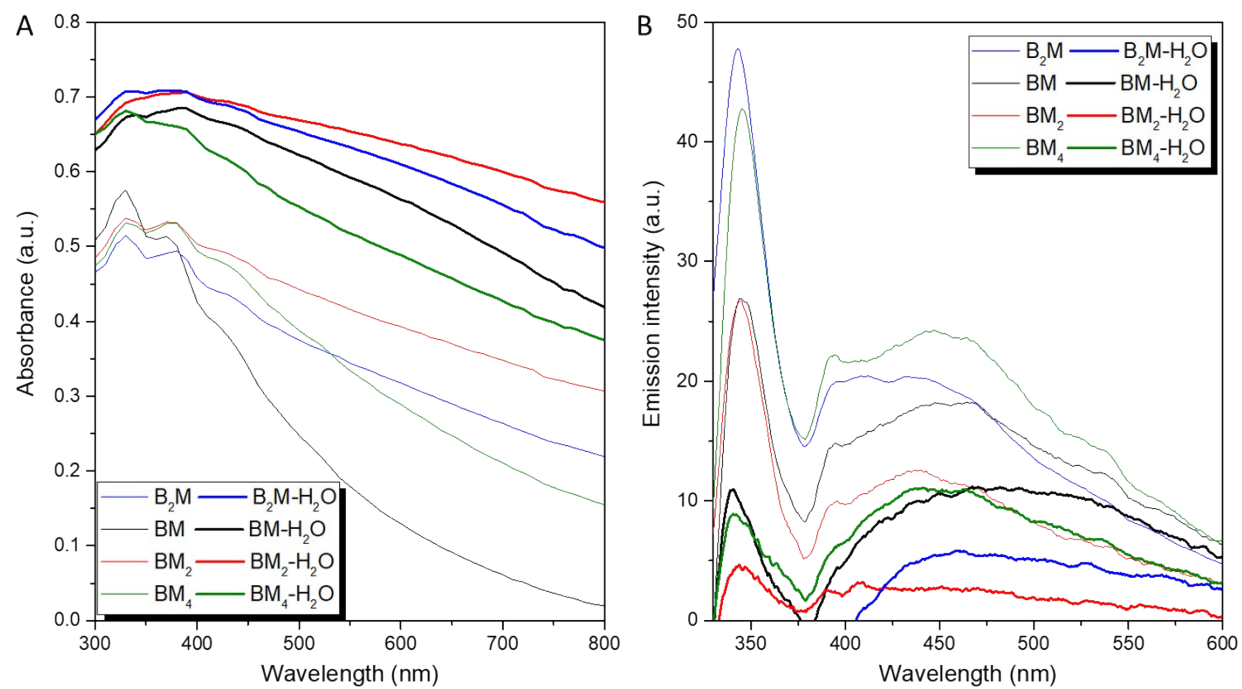 A
0.8
0.7
0.6
0.5
0.4
0.3
0.2
0.1
0.0
Absorbance (a.u.)
B₂M B₂M-H₂O
BM BM-H₂O
BM₂ BM₂-H₂O
BM₄ BM₄-H₂O
300 400 500 600 700 800
Wavelength (nm)
B
50
40
30
20
10
0
Emission intensity (a.u.)
B₂M B₂M-H₂O
BM BM-H₂O
BM₂ BM₂-H₂O
BM₄ BM₄-H₂O
350 400 450 500 550 600
Wavelength (nm)